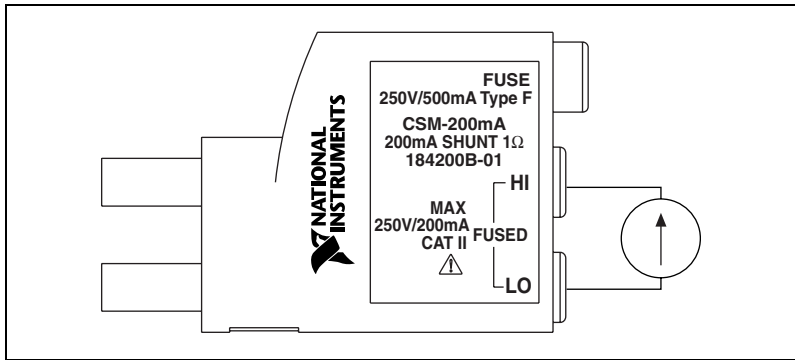 NATIONAL
INSTRUMENTS
FUSE
250V/500mA Type F
CSM-200mA
200mA SHUNT 1Ω
184200B-01
HI
MAX
250V/200mA
CAT II
FUSED
LO